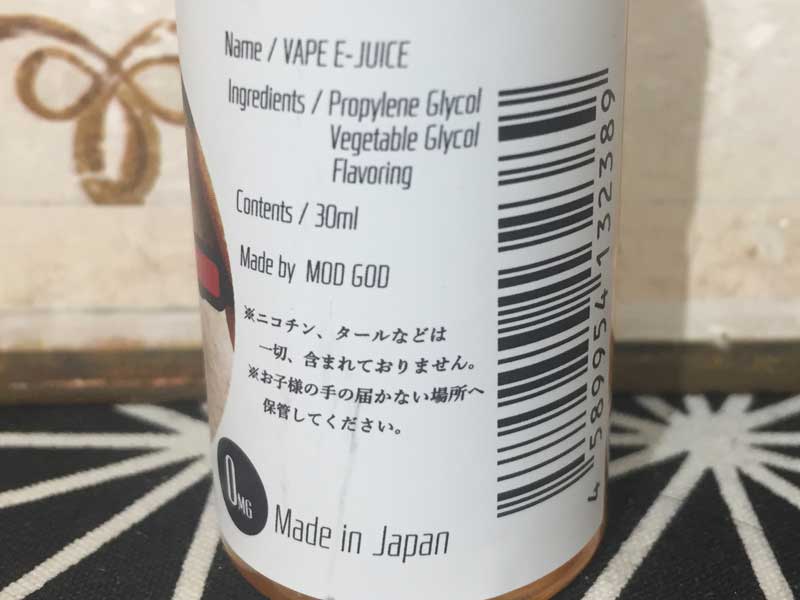 Name / VAPE E-JUICE
Ingredients / Propylene Glycol
Vegetable Glycol
Flavoring
Contents / 30ml
Made by MOD GOD
※ニコチン、タールなどは
一切、含まれておりません。
※お子様の手の届かない場所へ
保管してください。
0MG
Made in Japan
4589954132389